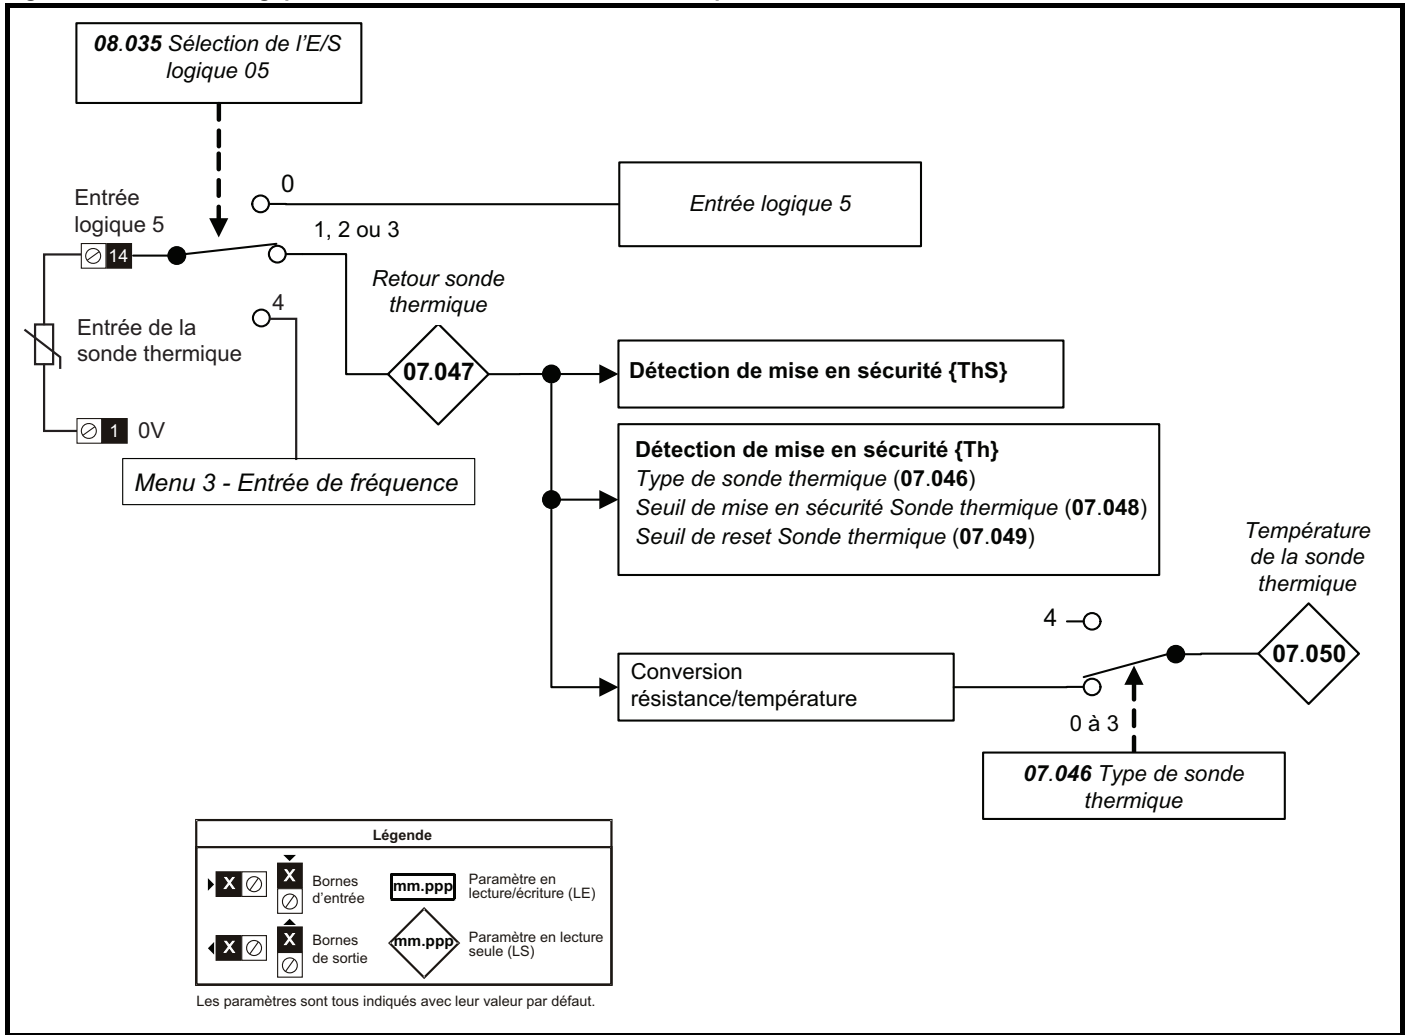 08.035 Sélection de l'E/S
logique 05
0
Entrée
logique 5
Entrée logique 5
1, 2 ou 3
14
Retour sonde
thermique
4
Entrée de la
sonde thermique
07.047
Détection de mise en sécurité {ThS}
1 0V
Menu 3 - Entrée de fréquence
Détection de mise en sécurité {Th}
Type de sonde thermique (07.046)
Seuil de mise en sécurité Sonde thermique (07.048)
Seuil de reset Sonde thermique (07.049)
Température
de la sonde
thermique
4
07.050
Conversion
résistance/température
0 à 3
07.046 Type de sonde
thermique
Légende
X
X
Bornes
d'entrée
mm.ppp
Paramètre en
lecture/écriture (LE)
X
X
Bornes
de sortie
mm.ppp
Paramètre en lecture
seule (LS)
Les paramètres sont tous indiqués avec leur valeur par défaut.